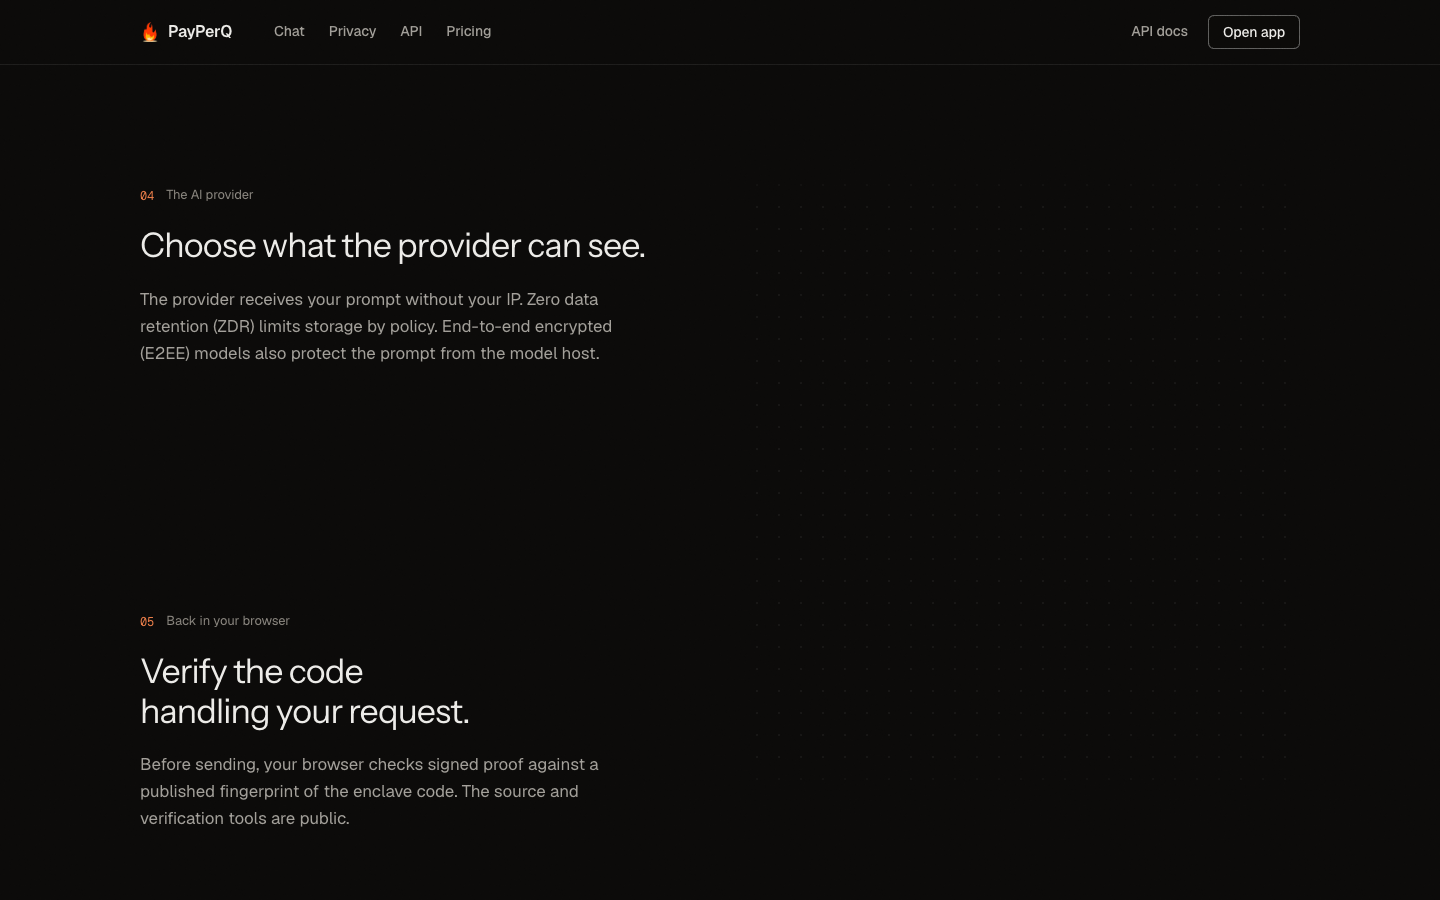 PayPerQ
Chat
Privacy
API
Pricing
API docs
Open app
04 The AI provider
Choose what the provider can see.
The provider receives your prompt without your IP. Zero data
retention (ZDR) limits storage by policy. End-to-end encrypted
(E2EE) models also protect the prompt from the model host.
05 Back in your browser
Verify the code
handling your request.
Before sending, your browser checks signed proof against a
published fingerprint of the enclave code. The source and
verification tools are public.